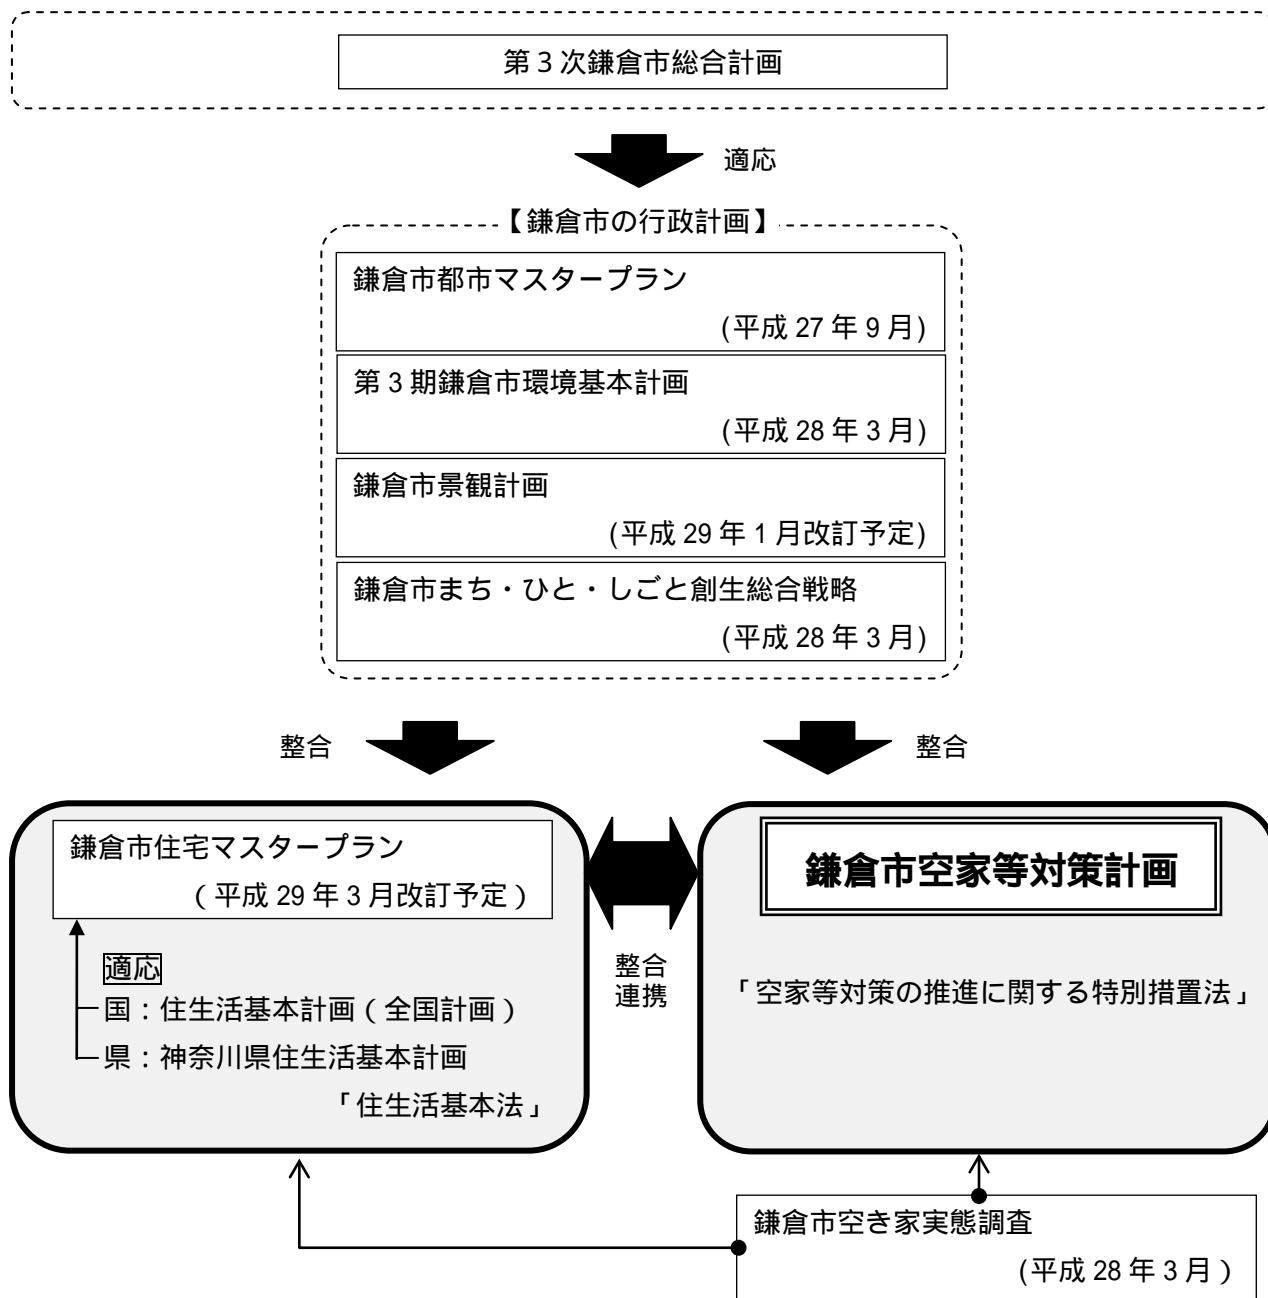 第3次鎌倉市総合計画
適応
【鎌倉市の行政計画】
鎌倉市都市マスタープラン
(平成 27 年 9 月)
第3期鎌倉市環境基本計画
(平成 28 年 3 月)
鎌倉市景観計画
(平成 29 年 1 月改訂予定)
鎌倉市まち・ひと・しごと創生総合戦略
(平成 28 年 3 月)
整合
整合
鎌倉市住宅マスタープラン
(平成 29 年 3 月改訂予定)
適応
国：住生活基本計画(全国計画)
県：神奈川県住生活基本計画
「住生活基本法」
整合
連携
鎌倉市空家等対策計画
「空家等対策の推進に関する特別措置法」
鎌倉市空き家実態調査
(平成 28 年 3 月)